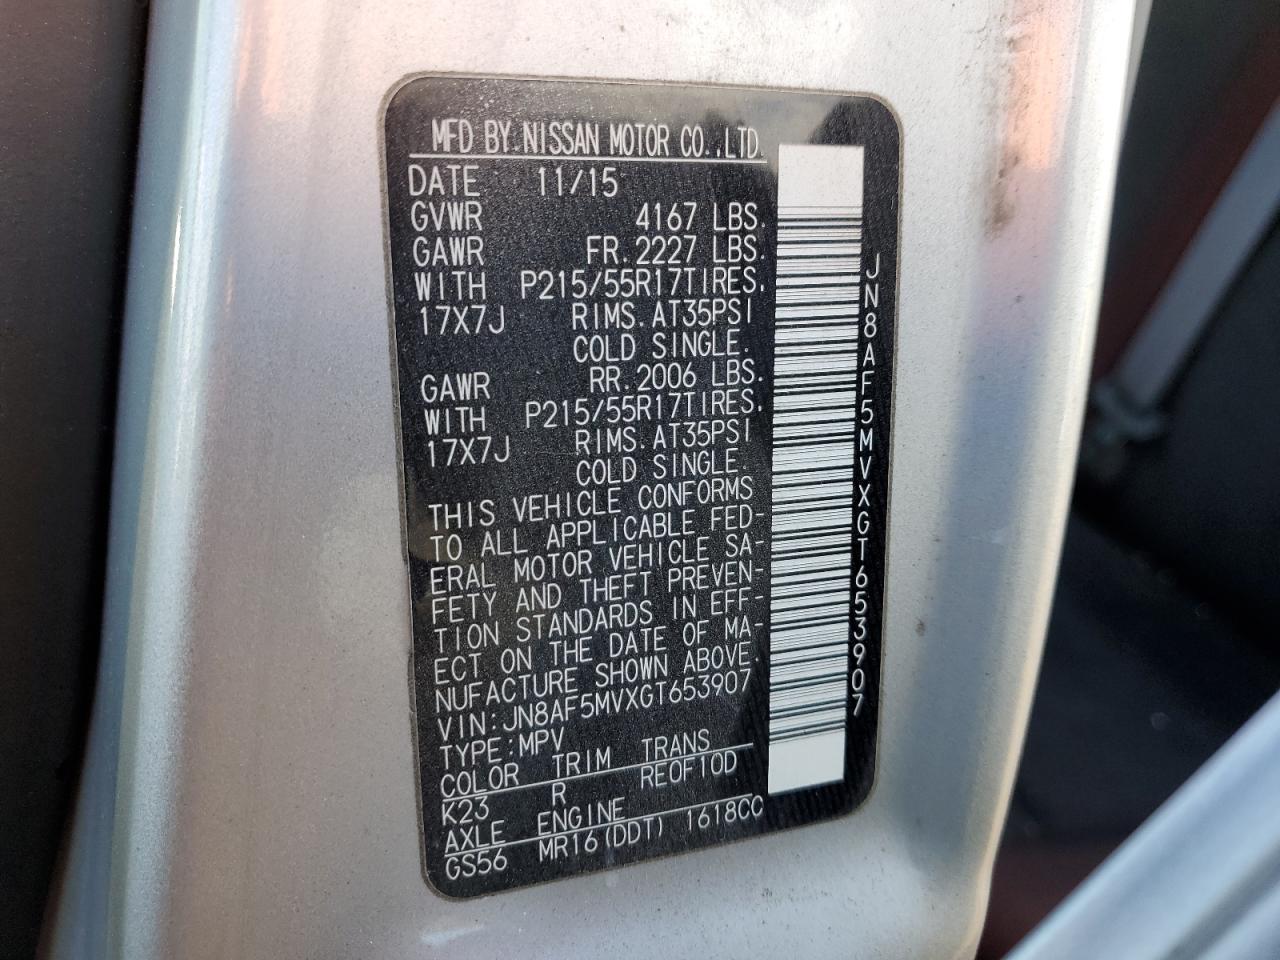 MFD BY.NISSAN MOTOR CO.,LTD.
DATE 11/15
GVWR 4167 LBS.
GAWR FR.2227 LBS.
WITH P215/55R17TIRES.
17X7J RIMS.AT35PSI
COLD SINGLE.
GAWR RR.2006 LBS.
WITH P215/55R17TIRES.
17X7J RIMS.AT35PSI
COLD SINGLE.
THIS VEHICLE CONFORMS
TO ALL APPLICABLE FED-
ERAL MOTOR VEHICLE SA-
FETY AND THEFT PREVEN-
TION STANDARDS IN EFF-
ECT ON THE DATE OF MA-
NUFACTURE SHOWN ABOVE.
VIN:JN8AF5MVXGT653907
TYPE:MPV
COLOR TRIM TRANS
K23 R RE0F10D
AXLE ENGINE
GS56 MR16(DDT) 1618CC
JN8AF5MVXGT653907